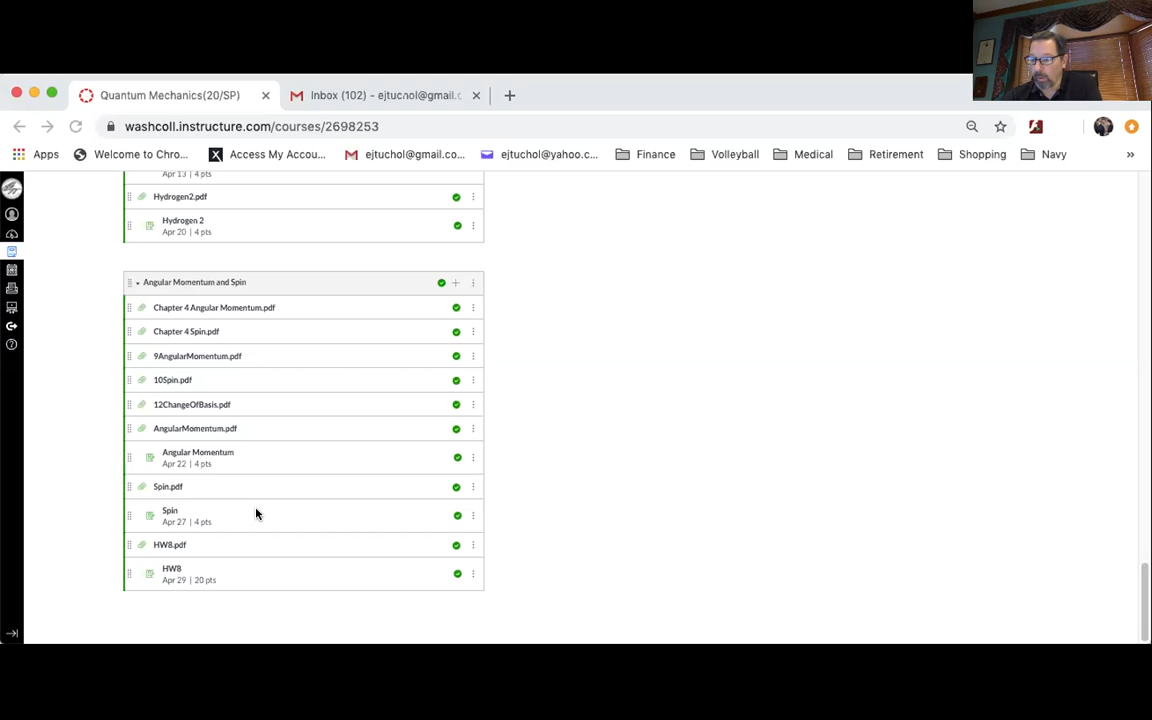 Quantum Mechanics(20/SP)
Inbox (102) - ejtuchol@gmail.c
washcoll.instructure.com/courses/2698253
Apps
Welcome to Chro...
Access My Accou...
ejtuchol@gmail.co...
ejtuchol@yahoo.c...
Finance
Volleyball
Medical
Retirement
Shopping
Navy
»
Apr 13 | 4 pts
Hydrogen2.pdf
Hydrogen 2
Apr 20 | 4 pts
Angular Momentum and Spin
Chapter 4 Angular Momentum.pdf
Chapter 4 Spin.pdf
9AngularMomentum.pdf
10Spin.pdf
12ChangeOfBasis.pdf
AngularMomentum.pdf
Angular Momentum
Apr 22 | 4 pts
Spin.pdf
Spin
Apr 27 | 4 pts
HW8.pdf
HW8
Apr 29 | 20 pts